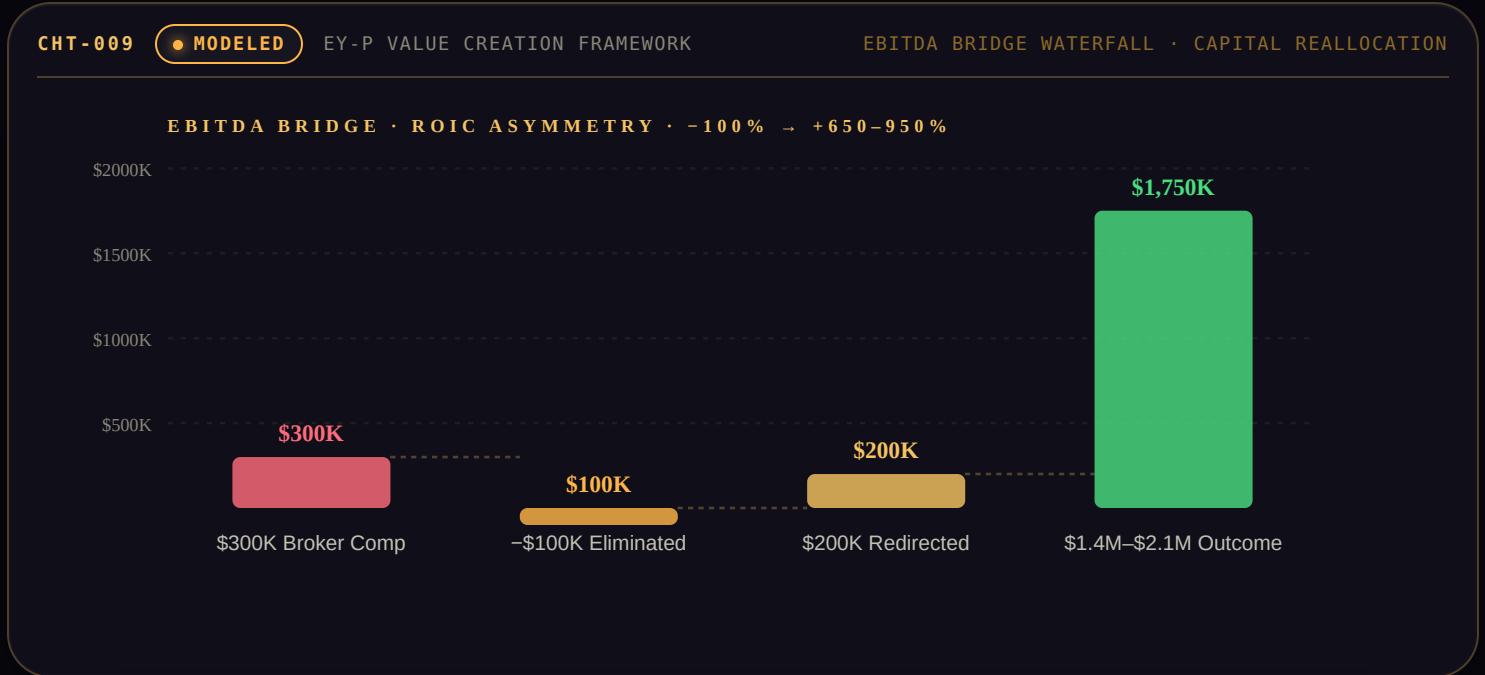 CHT-009 MODELED EY-P VALUE CREATION FRAMEWORK EBITDA BRIDGE WATERFALL · CAPITAL REALLOCATION
EBITDA BRIDGE · ROIC ASYMMETRY · −100% → +650–950%
$2000K
$1,750K
$1500K
$1000K
$500K
$300K
$200K
$100K
$300K Broker Comp
−$100K Eliminated
$200K Redirected
$1.4M–$2.1M Outcome